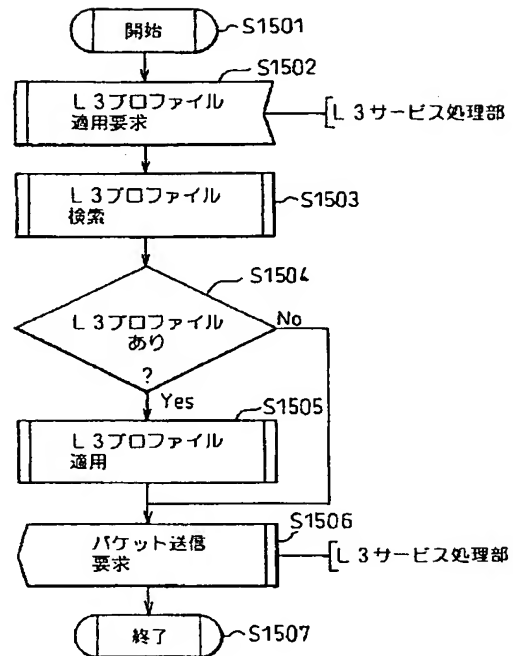 開始
S1501
S1502
L3プロファイル
適用要求
L3サービス処理部
L3プロファイル
検索
S1503
S1504
L3プロファイル
あり
?
No
Yes
S1505
L3プロファイル
適用
S1506
パケット送信
要求
L3サービス処理部
終了
S1507